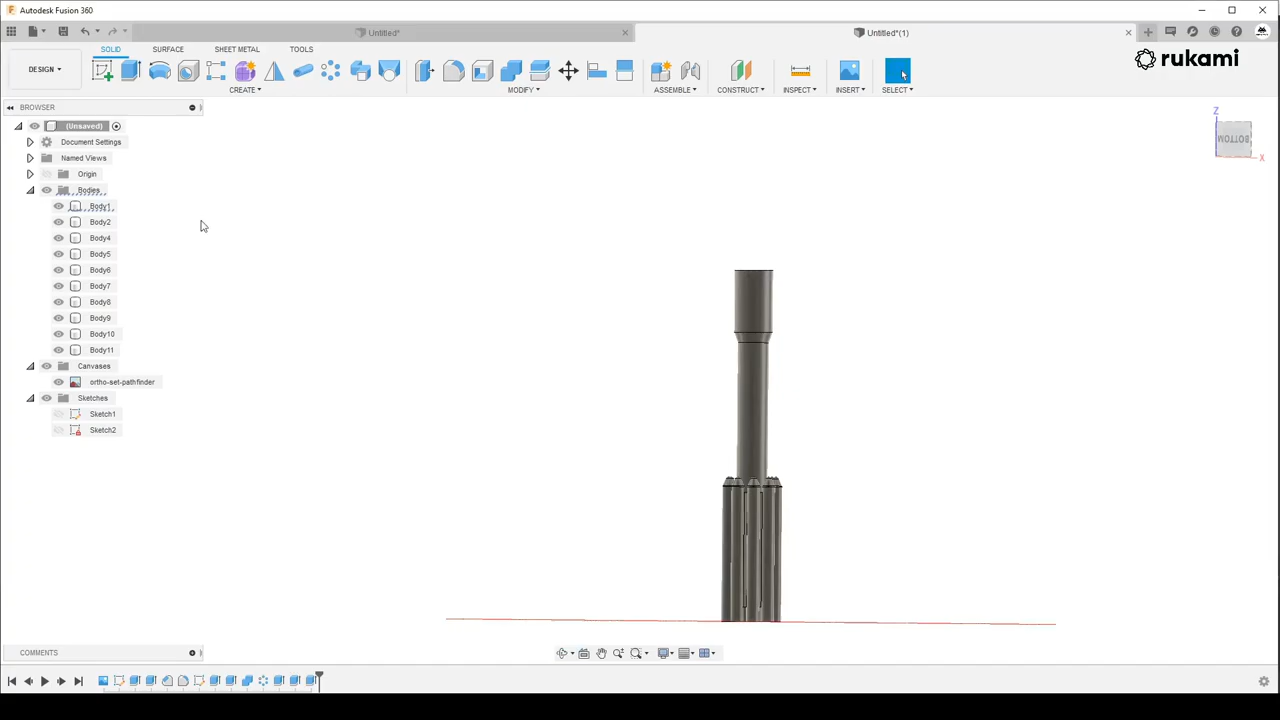 Autodesk Fusion 360
Untitled*
Untitled*(1)
SOLID SURFACE SHEET METAL TOOLS
DESIGN
CREATE
MODIFY
ASSEMBLE
CONSTRUCT
INSPECT
INSERT
SELECT
rukami
BROWSER
(Unsaved)
Document Settings
Named Views
Origin
Bodies
Body1
Body2
Body4
Body5
Body6
Body7
Body8
Body9
Body10
Body11
Canvases
ortho-set-pathfinder
Sketches
Sketch1
Sketch2
Z
BOTTOM
X
COMMENTS